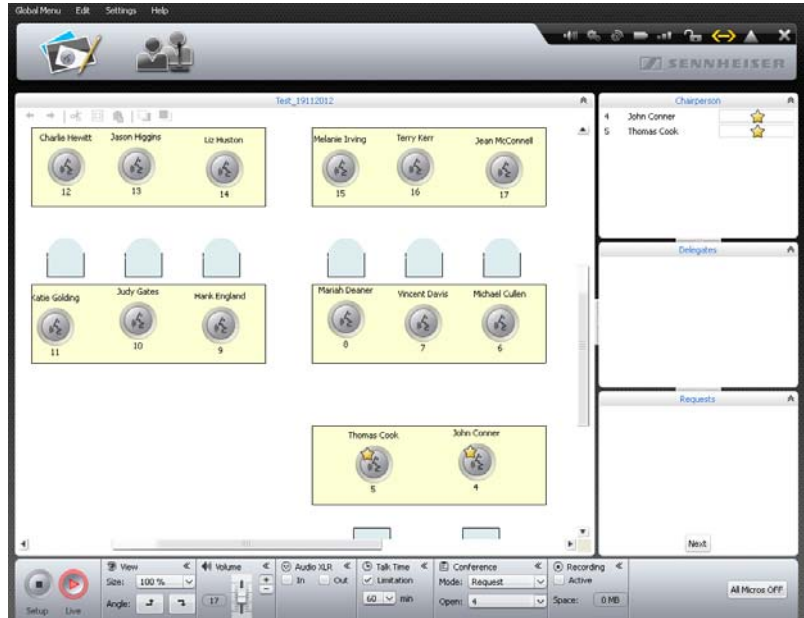 Global Menu Edit Settings Help
SENNHEISER
Test_19112012
Charlie Hewitt Jason Higgins Liz Huston Melanie Irving Terry Kerr Jean McConnell
12 13 14 15 16 17
Katie Golding Judy Gates Hank England Mariah Deaner Vincent Davis Michael Cullen
11 10 9 8 7 6
Thomas Cook John Conner
5 4
Chairperson
4 John Conner
5 Thomas Cook
Delegates
Requests
Next
Setup Live
View
Size: 100 %
Angle:
Volume
17
Audio XLR
In Out
Talk Time
Limitation
60 min
Conference
Mode: Request
Open: 4
Recording
Active
Space: 0 MB
All Micros OFF